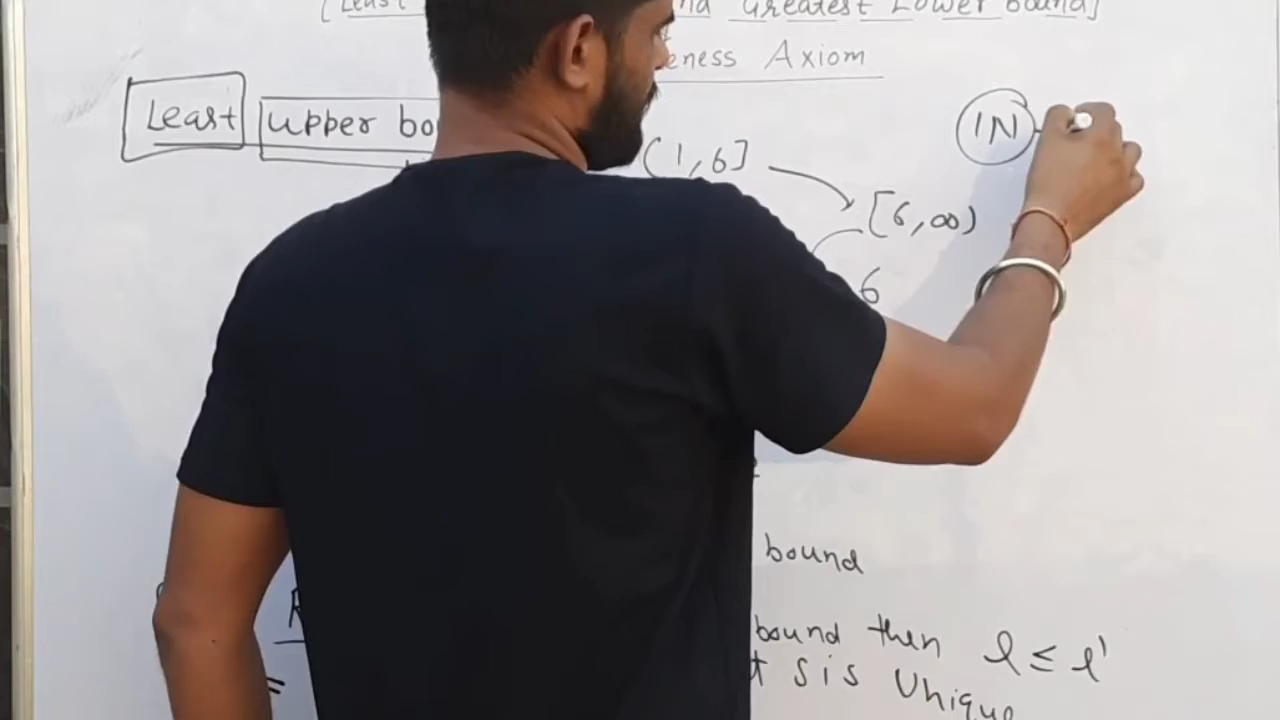 [Least Greatest Lower bound]
eness Axiom
Least Upper bo
IN
(1,6]
[6,∞)
6
bound
bound then l ≤ l'
t S is Unique